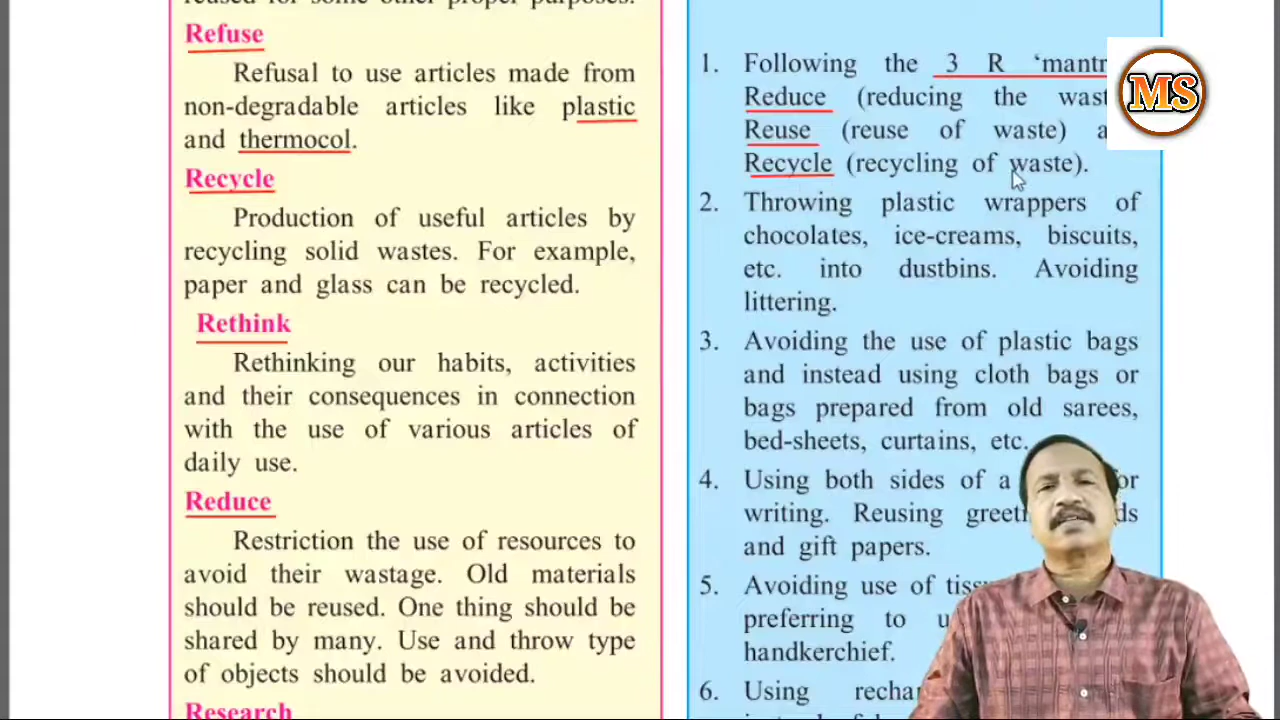 reused for some other proper purposes.
Refuse
Refusal to use articles made from
non-degradable articles like plastic
and thermocol.
Recycle
Production of useful articles by
recycling solid wastes. For example,
paper and glass can be recycled.
Rethink
Rethinking our habits, activities
and their consequences in connection
with the use of various articles of
daily use.
Reduce
Restriction the use of resources to
avoid their wastage. Old materials
should be reused. One thing should be
shared by many. Use and throw type
of objects should be avoided.
Research
1. Following the 3 R
Reduce (reducing the
Reuse (reuse of waste)
Recycle (recycling of waste).
2. Throwing plastic wrappers of
chocolates, ice-creams, biscuits,
etc. into dustbins. Avoiding
littering.
3. Avoiding the use of plastic bags
and instead using cloth bags or
bags prepared from old sarees,
bed-sheets, curtains, etc.
4. Using both sides of a
writing. Reusing
and gift papers.
5. Avoiding use of
preferring to
handkerchief.
6. Using
MS